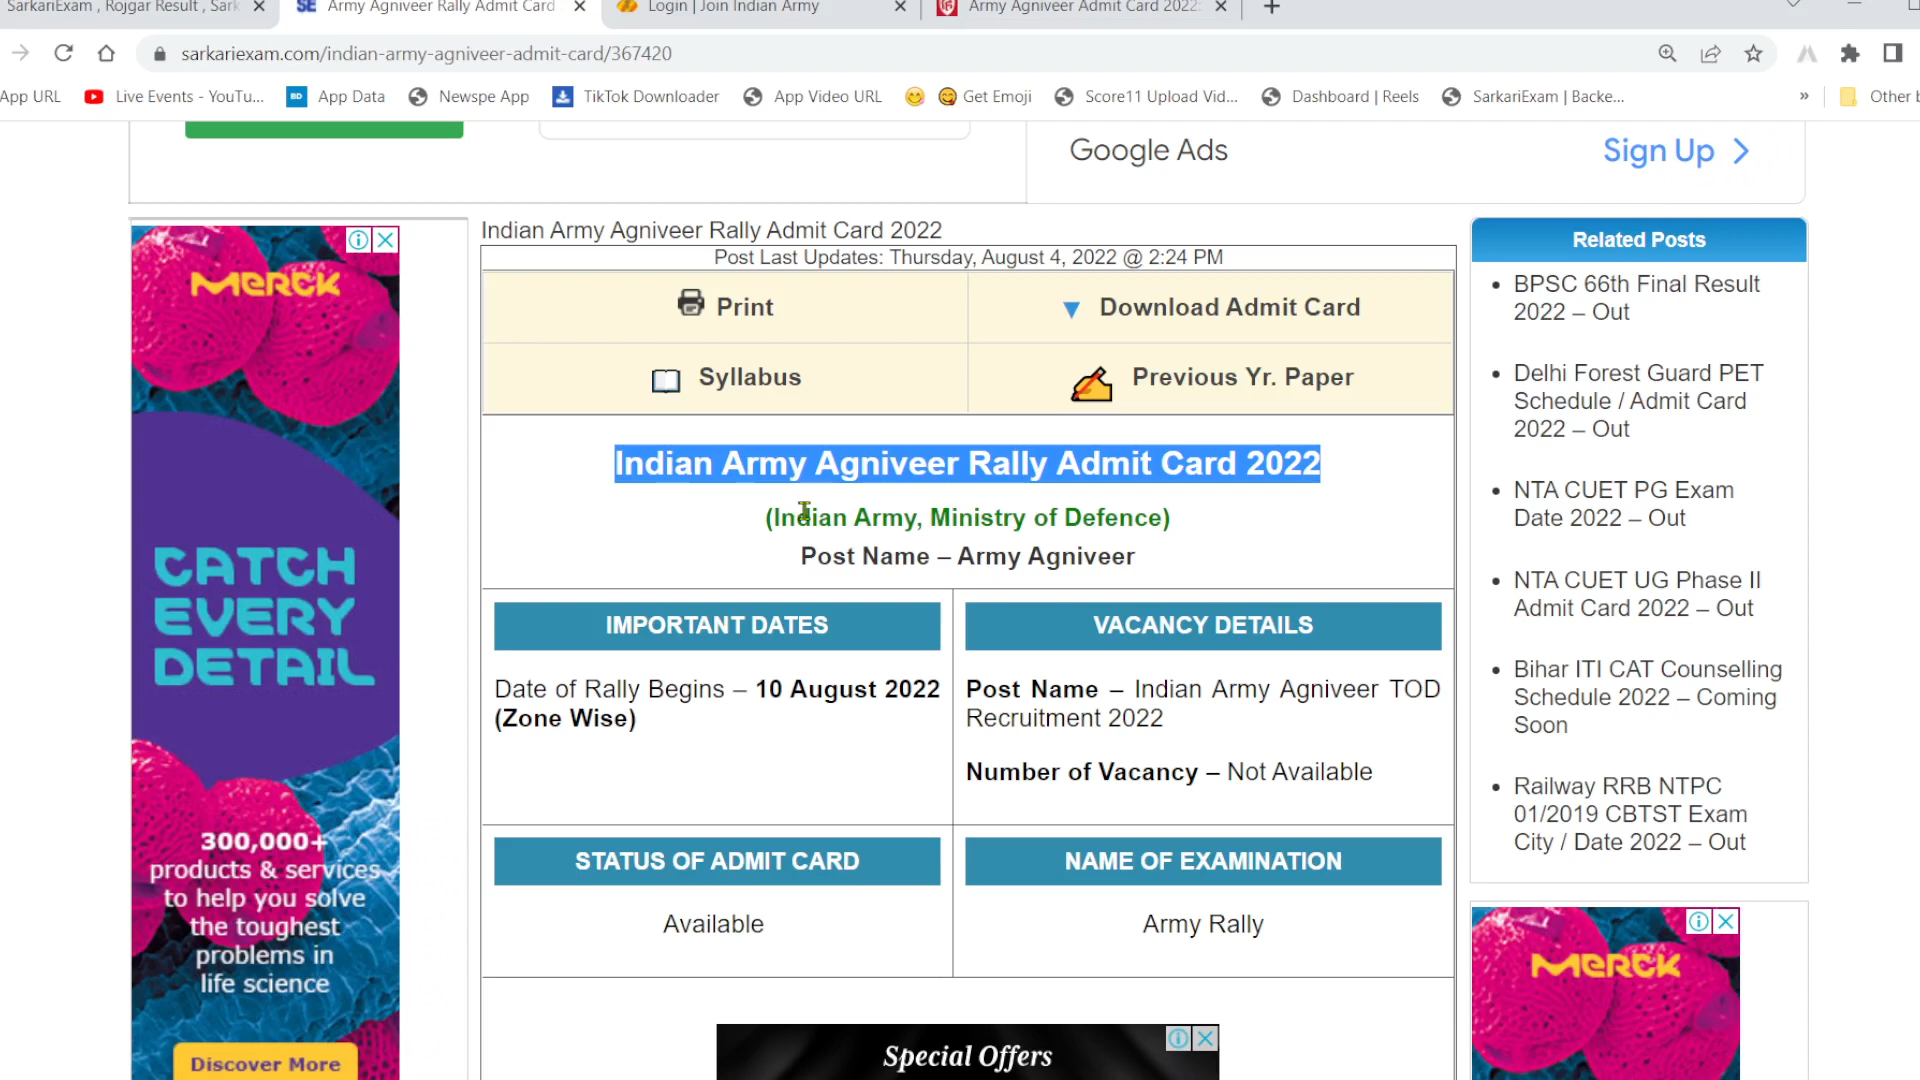 SarkariExam , Rojgar Result , Sark
Army Agniveer Rally Admit Card
Login | Join Indian Army
Army Agniveer Admit Card 2022:
sarkariexam.com/indian-army-agniveer-admit-card/367420
App URL
Live Events - YouTu...
BD
App Data
Newspe App
TikTok Downloader
App Video URL
Get Emoji
Score11 Upload Vid...
Dashboard | Reels
SarkariExam | Backe...
»
Other b
Google Ads
Sign Up
Indian Army Agniveer Rally Admit Card 2022
Post Last Updates: Thursday, August 4, 2022 @ 2:24 PM
Print
Download Admit Card
Syllabus
Previous Yr. Paper
Indian Army Agniveer Rally Admit Card 2022
(Indian Army, Ministry of Defence)
Post Name – Army Agniveer
IMPORTANT DATES
Date of Rally Begins – 10 August 2022
(Zone Wise)
VACANCY DETAILS
Post Name – Indian Army Agniveer TOD
Recruitment 2022
Number of Vacancy – Not Available
STATUS OF ADMIT CARD
Available
NAME OF EXAMINATION
Army Rally
Special Offers
MERCK
CATCH
EVERY
DETAIL
300,000+
products & services
to help you solve
the toughest
problems in
life science
Discover More
Related Posts
BPSC 66th Final Result
2022 – Out
Delhi Forest Guard PET
Schedule / Admit Card
2022 – Out
NTA CUET PG Exam
Date 2022 – Out
NTA CUET UG Phase II
Admit Card 2022 – Out
Bihar ITI CAT Counselling
Schedule 2022 – Coming
Soon
Railway RRB NTPC
01/2019 CBTST Exam
City / Date 2022 – Out
MERCK